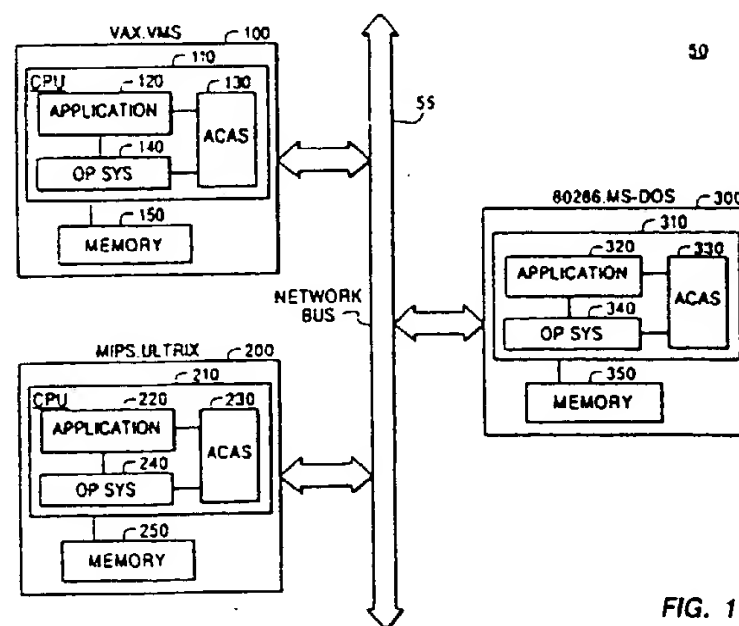 VAX.VMS 100
110
CPU 120 130
APPLICATION
ACAS
140
OP SYS
150
MEMORY
50
55
NETWORK
BUS
80286.MS-DOS 300
310
320 330
APPLICATION
ACAS
340
OP SYS
350
MEMORY
MIPS.ULTRIX 200
210
CPU 220 230
APPLICATION
ACAS
240
OP SYS
250
MEMORY
FIG. 1